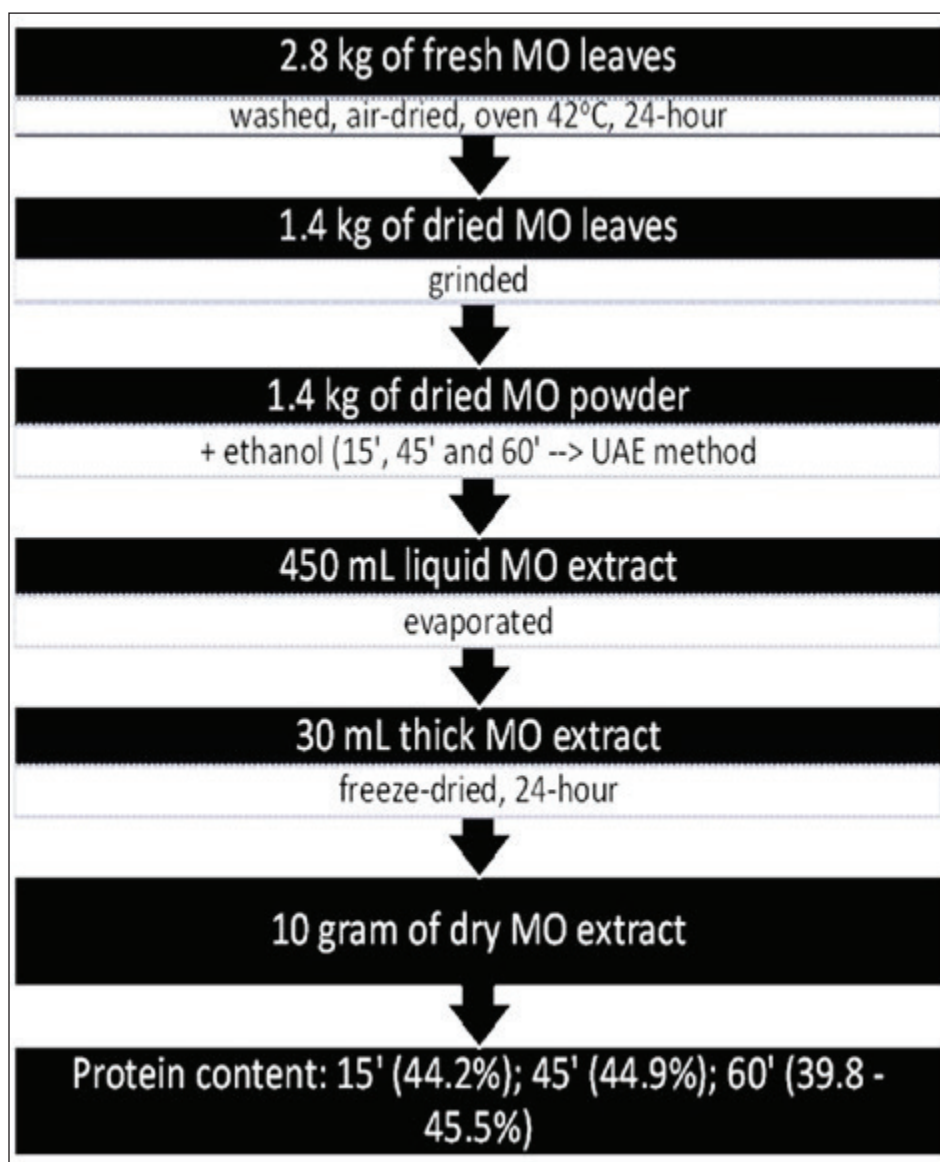 2.8 kg of fresh MO leaves
washed, air-dried, oven 42°C, 24-hour
1.4 kg of dried MO leaves
grinded
1.4 kg of dried MO powder
+ ethanol (15', 45' and 60' --> UAE method
450 mL liquid MO extract
evaporated
30 mL thick MO extract
freeze-dried, 24-hour
10 gram of dry MO extract
Protein content: 15' (44.2%); 45' (44.9%); 60' (39.8 -
45.5%)